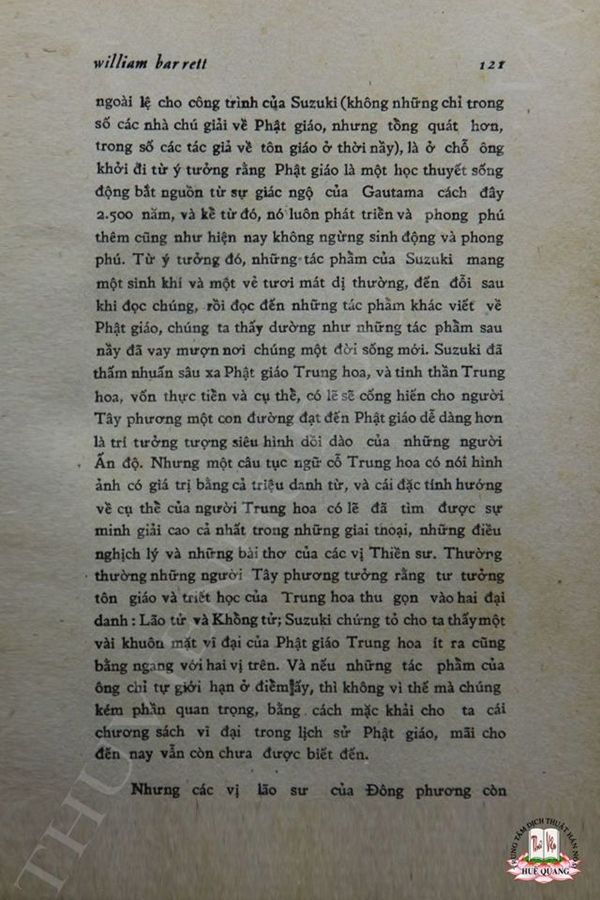 william barrett 121
ngoài lệ cho công trình của Suzuki (không những chỉ trong
số các nhà chú giải về Phật giáo, nhưng tổng quát hơn,
trong số các tác giả về tôn giáo ở thời nầy), là ở chỗ ông
khởi đi từ ý tưởng rằng Phật giáo là một học thuyết sống
động bắt nguồn từ sự giác ngộ của Gautama cách đây
2.500 năm, và kể từ đó, nó luôn phát triển và phong phú
thêm cũng như hiện nay không ngừng sinh động và phong
phú. Từ ý tưởng đó, những tác phẩm của Suzuki mang
một sinh khí và một vẻ tươi mát dị thường, đến đỗi sau
khi đọc chúng, rồi đọc đến những tác phẩm khác viết về
Phật giáo, chúng ta thấy dường như những tác phẩm sau
nầy đã vay mượn nơi chúng một đời sống mới. Suzuki đã
thấm nhuấn sâu xa Phật giáo Trung hoa, và tinh thần Trung
hoa, vốn thực tiễn và cụ thể, có lẽ sẽ cống hiến cho người
Tây phương một con đường đạt đến Phật giáo dễ dàng hơn
là trí tưởng tượng siêu hình dồi dào của những người
Ấn độ. Nhưng một câu tục ngữ cổ Trung hoa có nói hình
ảnh có giá trị bằng cả triệu danh từ, và cái đặc tính hướng
về cụ thể của người Trung hoa có lẽ đã tìm được sự
minh giải cao cả nhất trong những giai thoại, những điều
nghịch lý và những bài thơ của các vị Thiền sư. Thường
thường những người Tây phương tưởng rằng tư tưởng
tôn giáo và triết học của Trung hoa thu gọn vào hai đại
danh : Lão tử và Khổng tử; Suzuki chứng tỏ cho ta thấy một
vài khuôn mặt vĩ đại của Phật giáo Trung hoa ít ra cũng
bằng ngang với hai vị trên. Và nếu những tác phẩm của
ông chỉ tự giới hạn ở điểm ấy, thì không vì thế mà chúng
kém phần quan trọng, bằng cách mặc khải cho ta cái
chương sách vĩ đại trong lịch sử Phật giáo, mãi cho
đến nay vẫn còn chưa được biết đến.
Nhưng các vị lão sư của Đông phương còn
TRUNG TÂM DỊCH THUẬT HÁN NÔM
HUỆ QUANG